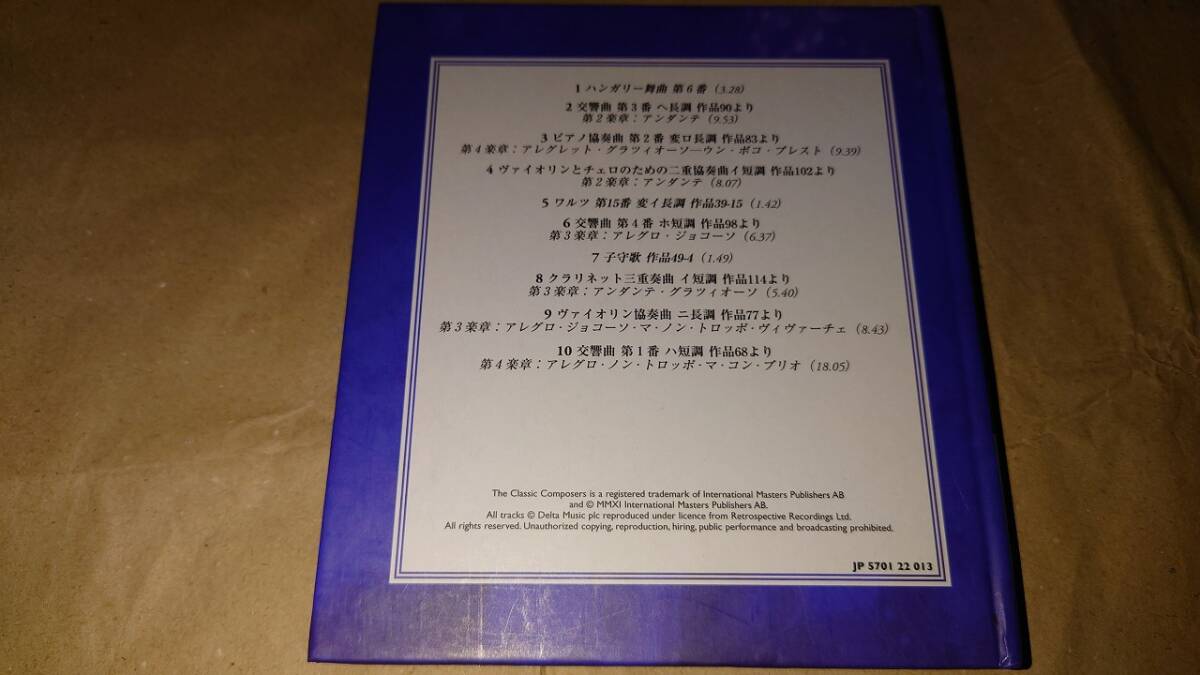 1 ハンガリー舞曲 第6番 (3.28)
2 交響曲 第3番 ヘ長調 作品90より
第2楽章：アンダンテ (9.53)
3 ピアノ協奏曲 第2番 変ロ長調 作品83より
第4楽章：アレグレット・グラツィオーソ―ウン・ポコ・プレスト (9.39)
4 ヴァイオリンとチェロのための二重協奏曲イ短調 作品102より
第2楽章：アンダンテ (8.07)
5 ワルツ 第15番 変イ長調 作品39-15 (1.42)
6 交響曲 第4番 ホ短調 作品98より
第3楽章：アレグロ・ジョコーソ (6.37)
7 子守歌 作品49-4 (1.49)
8 クラリネット三重奏曲 イ短調 作品114より
第3楽章：アンダンテ・グラツィオーソ (5.40)
9 ヴァイオリン協奏曲 ニ長調 作品77より
第3楽章：アレグロ・ジョコーソ・マ・ノン・トロッポ・ヴィヴァーチェ (8.43)
10 交響曲 第1番 ハ短調 作品68より
第4楽章：アレグロ・ノン・トロッポ・マ・コン・ブリオ (18.05)
The Classic Composers is a registered trademark of International Masters Publishers AB
and © MMXI International Masters Publishers AB.
All tracks © Delta Music plc reproduced under licence from Retrospective Recordings Ltd.
All rights reserved. Unauthorized copying, reproduction, hiring, public performance and broadcasting prohibited.
JP 5701 22 013